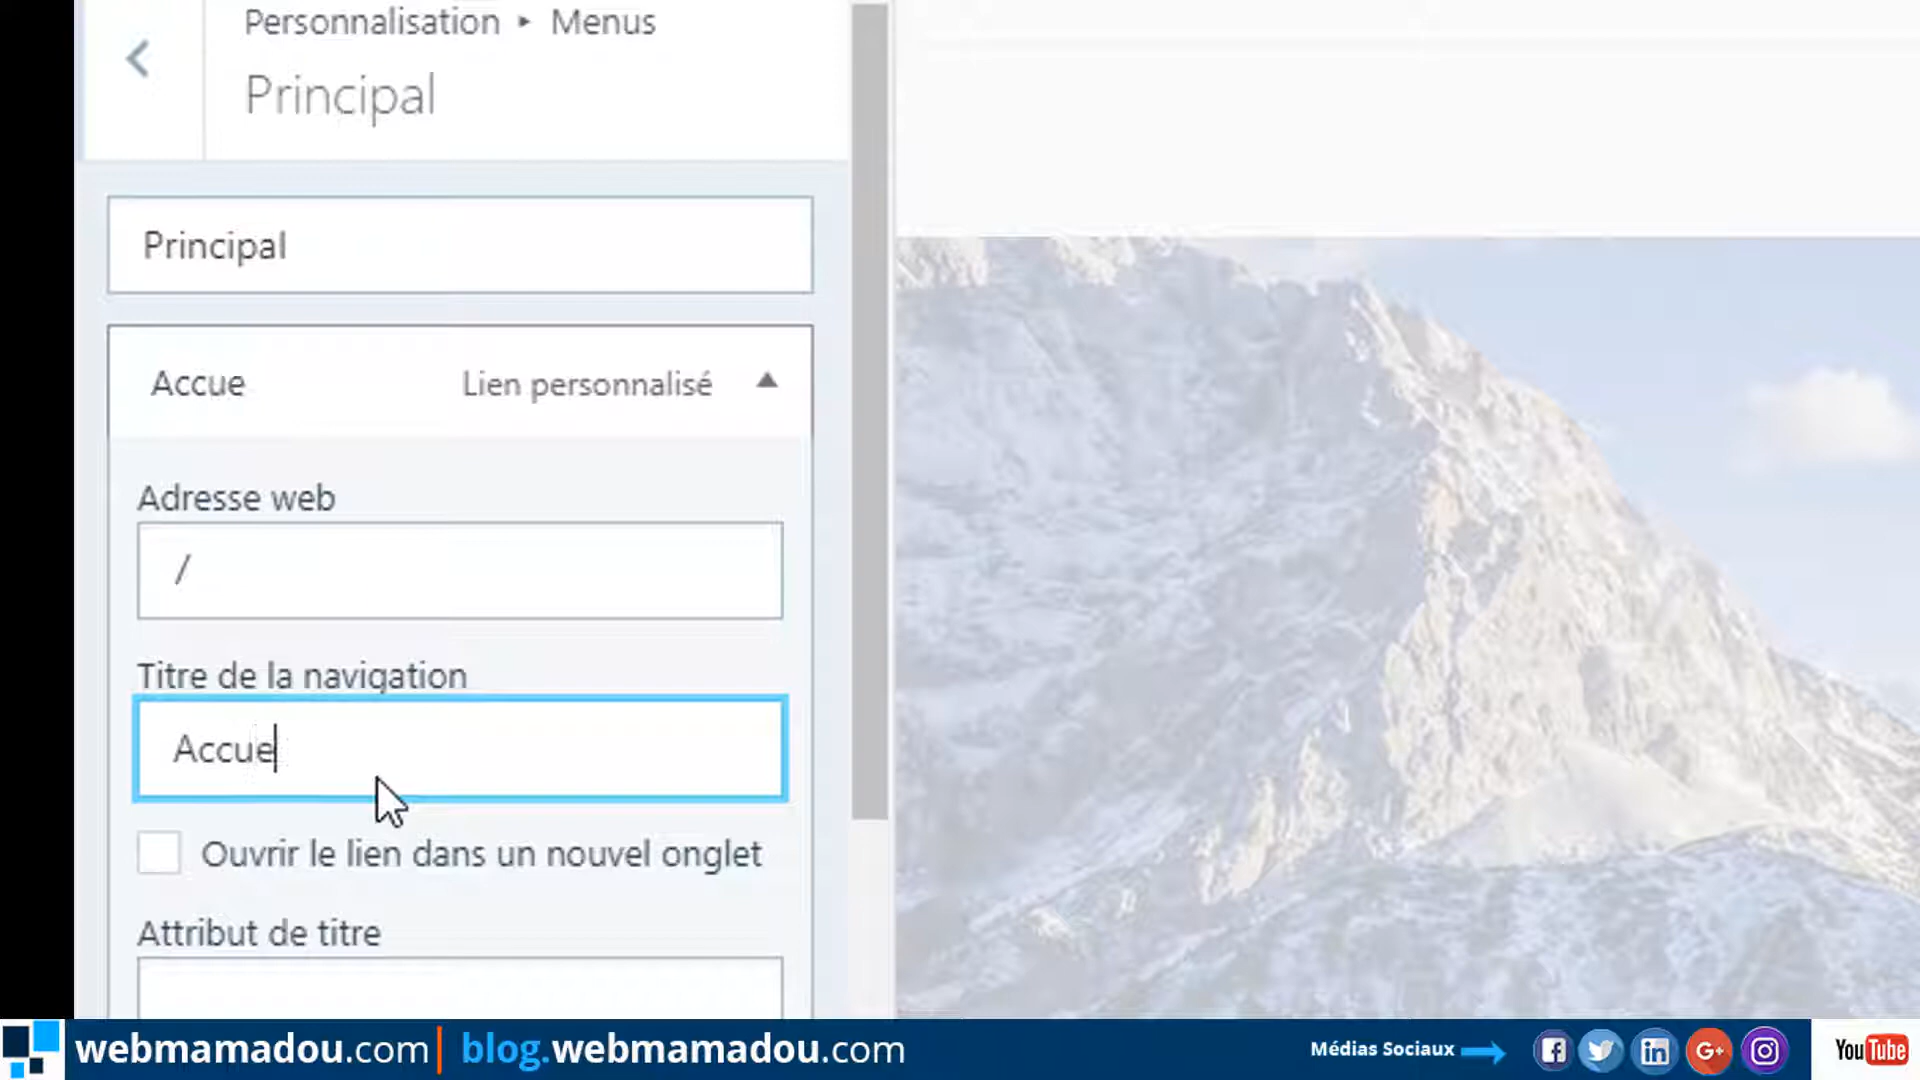 Personnalisation ▸ Menus
Principal
Principal
Accue Lien personnalisé ▲
Adresse web
/
Titre de la navigation
Accue
Ouvrir le lien dans un nouvel onglet
Attribut de titre
webmamadou.com | blog.webmamadou.com
Médias Sociaux
YouTube